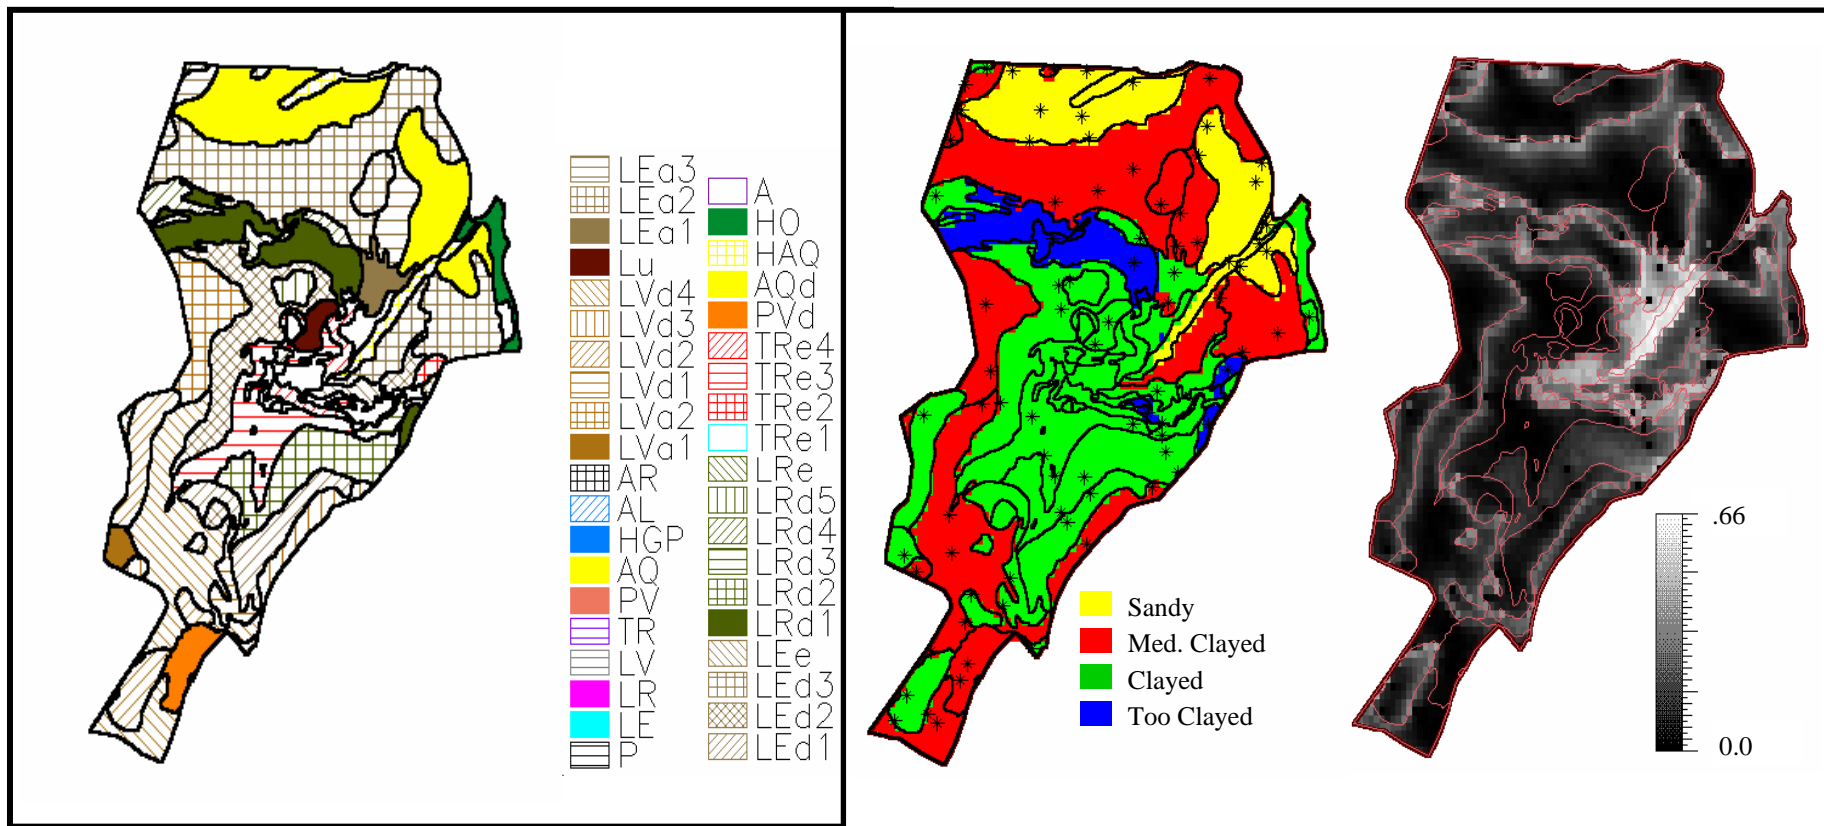 LEa3
LEa2
LEa1
Lu
LVd4
LVd3
LVd2
LVd1
LVa2
LVa1
AR
AL
HGP
AQ
PV
TR
LV
LR
LE
P
A
HO
HAQ
AQd
PVd
TRe4
TRe3
TRe2
TRe1
LRe
LRd5
LRd4
LRd3
LRd2
LRd1
LEe
LEd3
LEd2
LEd1
Sandy
Med. Clayed
Clayed
Too Clayed
.66
0.0